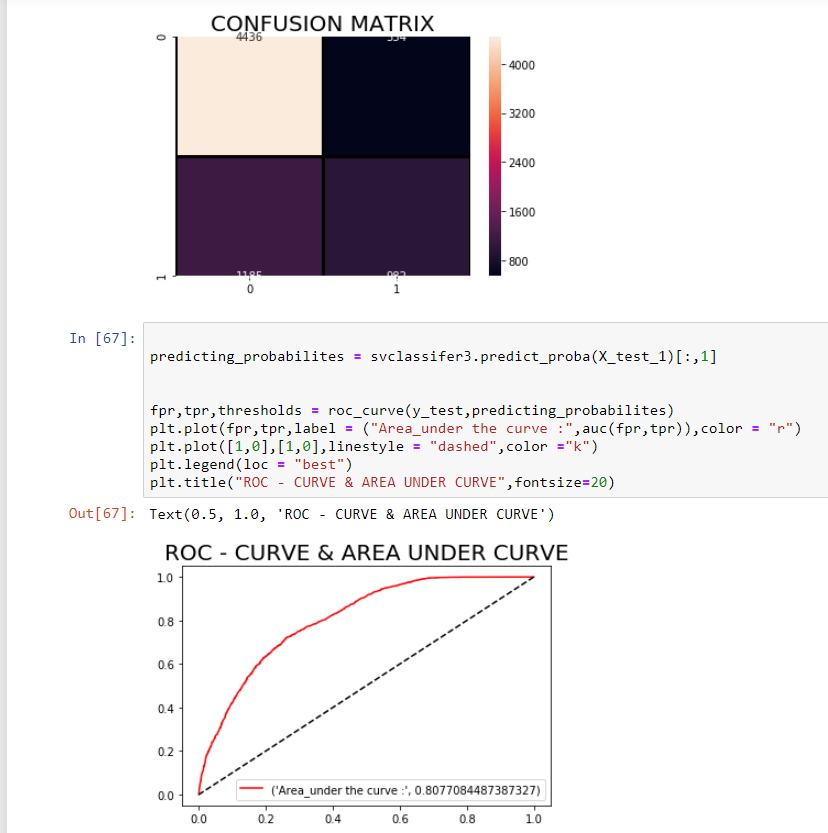 CONFUSION MATRIX
0
4436
4000
3200
2400
1600
800
1
0 1
In [67]:
predicting_probabilites = svclassifer3.predict_proba(X_test_1)[:,1]
fpr,tpr,thresholds = roc_curve(y_test,predicting_probabilites)
plt.plot(fpr,tpr,label = ("Area_under the curve :",auc(fpr,tpr)),color = "r")
plt.plot([1,0],[1,0],linestyle = "dashed",color ="k")
plt.legend(loc = "best")
plt.title("ROC - CURVE & AREA UNDER CURVE",fontsize=20)
Out[67]: Text(0.5, 1.0, 'ROC - CURVE & AREA UNDER CURVE')
ROC - CURVE & AREA UNDER CURVE
1.0
0.8
0.6
0.4
0.2
0.0
('Area_under the curve :', 0.8077084487387327)
0.0 0.2 0.4 0.6 0.8 1.0